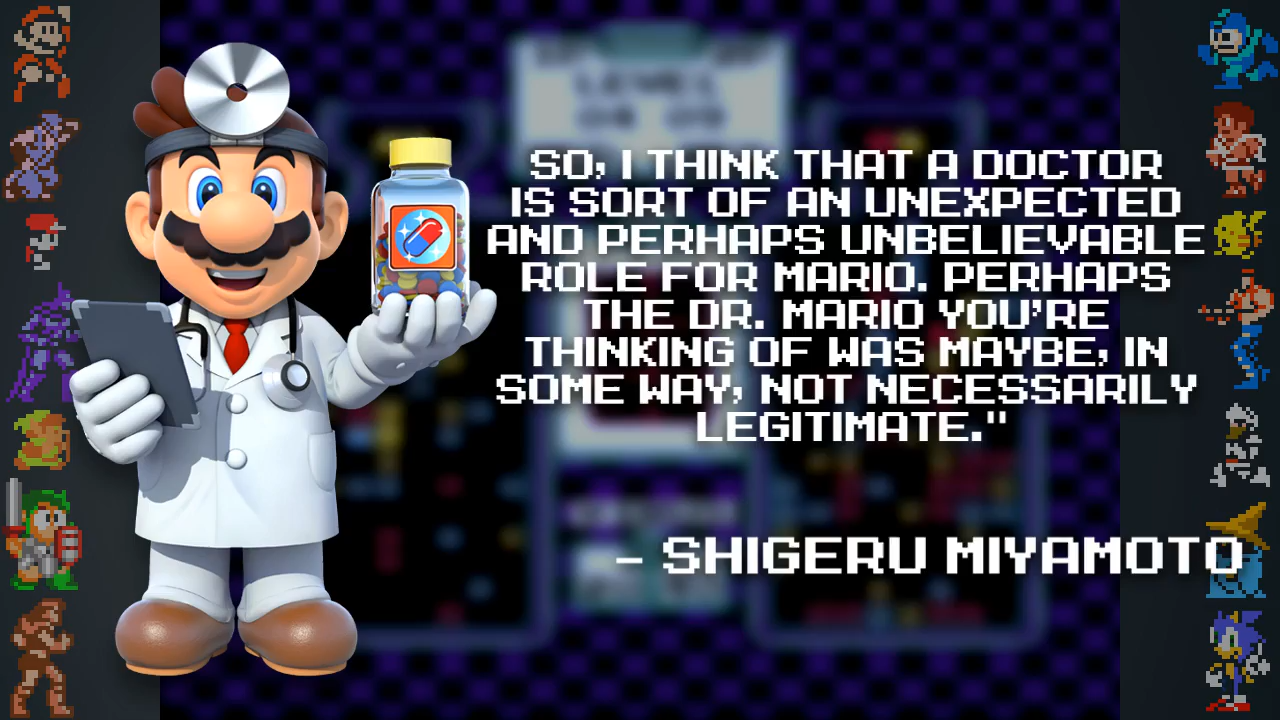 LEVEL
SO, I THINK THAT A DOCTOR
IS SORT OF AN UNEXPECTED
AND PERHAPS UNBELIEVABLE
ROLE FOR MARIO. PERHAPS
THE DR. MARIO YOU'RE
THINKING OF WAS MAYBE, IN
SOME WAY, NOT NECESSARILY
LEGITIMATE."
– SHIGERU MIYAMOTO